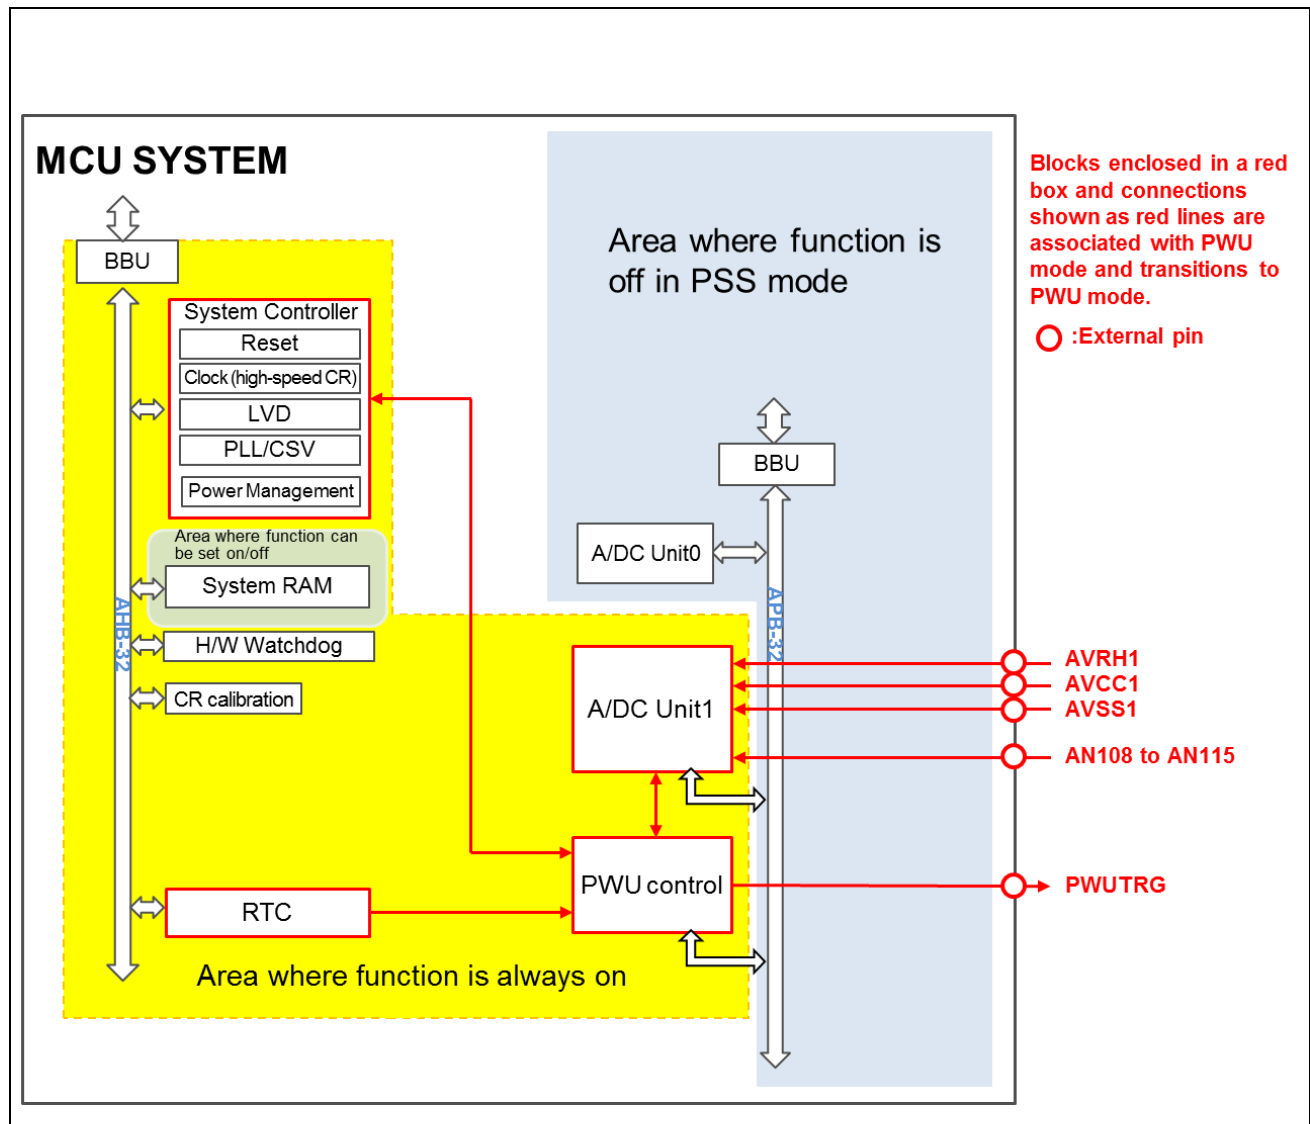 MCU SYSTEM
BBU
System Controller
Reset
Clock (high-speed CR)
LVD
PLL/CSV
Power Management
Area where function can
be set on/off
System RAM
AHB-32
H/W Watchdog
CR calibration
RTC
Area where function is always on
Area where function is
off in PSS mode
BBU
A/DC Unit0
APB-32
A/DC Unit1
PWU control
Blocks enclosed in a red
box and connections
shown as red lines are
associated with PWU
mode and transitions to
PWU mode.
:External pin
AVRH1
AVCC1
AVSS1
AN108 to AN115
PWUTRG